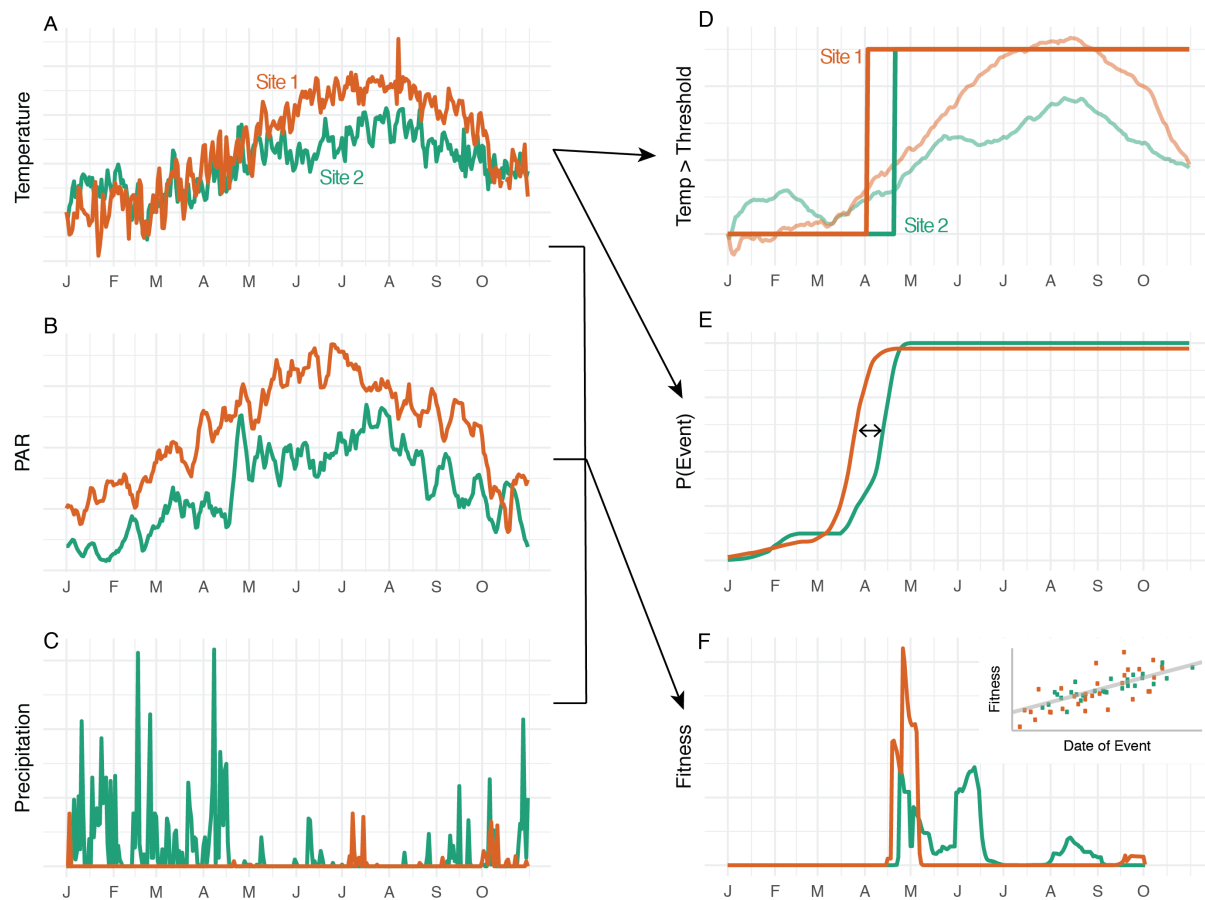 A
Temperature
Site 1
Site 2
J F M A M J J A S O
B
PAR
J F M A M J J A S O
C
Precipitation
J F M A M J J A S O
D
Temp > Threshold
Site 1
Site 2
J F M A M J J A S O
E
P(Event)
J F M A M J J A S O
F
Fitness
Fitness
Date of Event
J F M A M J J A S O